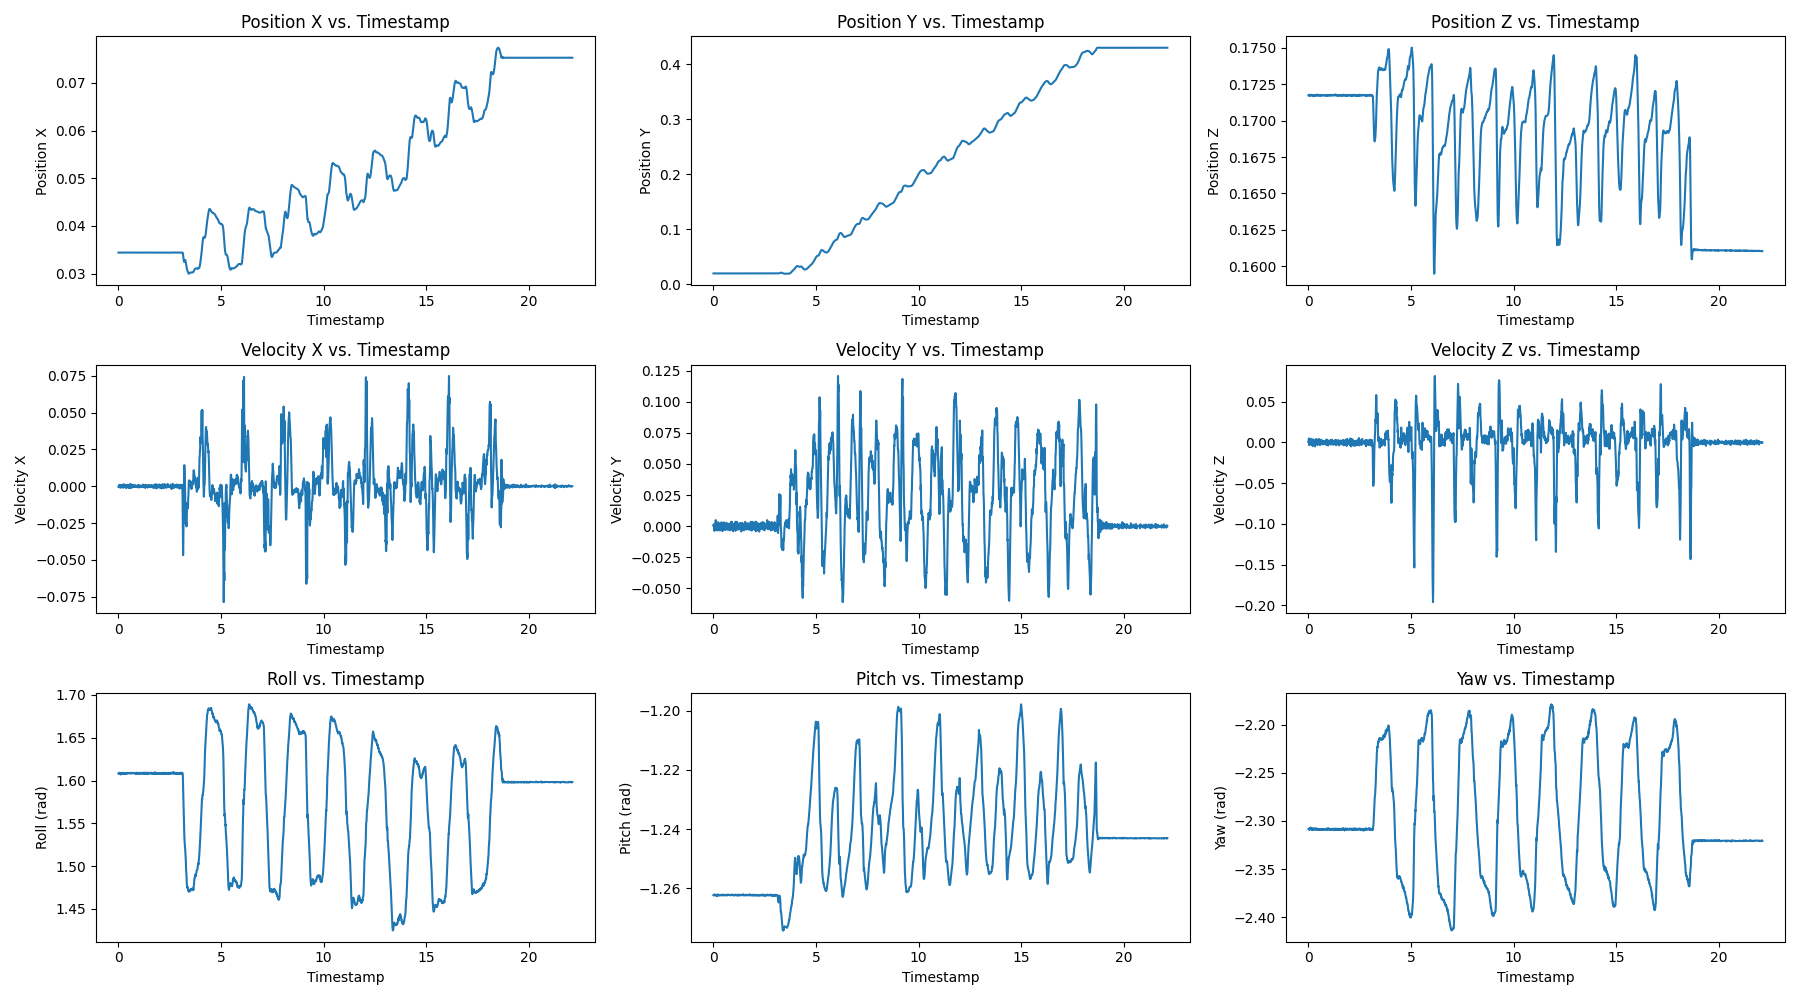 Position X vs. Timestamp
Position X
0.07
0.06
0.05
0.04
0.03
0 5 10 15 20
Timestamp
Position Y vs. Timestamp
Position Y
0.4
0.3
0.2
0.1
0.0
0 5 10 15 20
Timestamp
Position Z vs. Timestamp
Position Z
0.1750
0.1725
0.1700
0.1675
0.1650
0.1625
0.1600
0 5 10 15 20
Timestamp
Velocity X vs. Timestamp
Velocity X
0.075
0.050
0.025
0.000
−0.025
−0.050
−0.075
0 5 10 15 20
Timestamp
Velocity Y vs. Timestamp
Velocity Y
0.125
0.100
0.075
0.050
0.025
0.000
−0.025
−0.050
0 5 10 15 20
Timestamp
Velocity Z vs. Timestamp
Velocity Z
0.05
0.00
−0.05
−0.10
−0.15
−0.20
0 5 10 15 20
Timestamp
Roll vs. Timestamp
Roll (rad)
1.70
1.65
1.60
1.55
1.50
1.45
0 5 10 15 20
Timestamp
Pitch vs. Timestamp
Pitch (rad)
−1.20
−1.22
−1.24
−1.26
0 5 10 15 20
Timestamp
Yaw vs. Timestamp
Yaw (rad)
−2.20
−2.25
−2.30
−2.35
−2.40
0 5 10 15 20
Timestamp